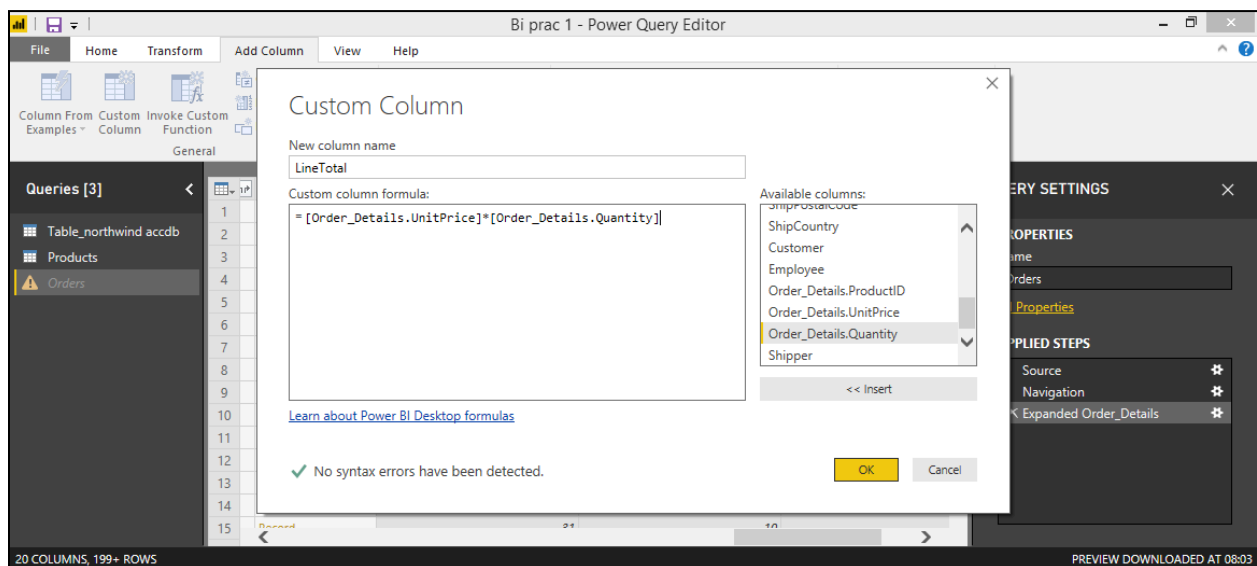 Bi prac 1 - Power Query Editor
File Home Transform Add Column View Help
Column From Examples Custom Column Invoke Custom Function
General
Queries [3]
Table_northwind accdb
Products
Orders
1
2
3
4
5
6
7
8
9
10
11
12
13
14
15
Custom Column
New column name
LineTotal
Custom column formula:
= [Order_Details.UnitPrice]*[Order_Details.Quantity]
Learn about Power BI Desktop formulas
No syntax errors have been detected.
Available columns:
ShipPostalCode
ShipCountry
Customer
Employee
Order_Details.ProductID
Order_Details.UnitPrice
Order_Details.Quantity
Shipper
<< Insert
OK Cancel
ERY SETTINGS
ROPERTIES
ame
Orders
Properties
PPLIED STEPS
Source
Navigation
Expanded Order_Details
20 COLUMNS, 199+ ROWS
PREVIEW DOWNLOADED AT 08:03